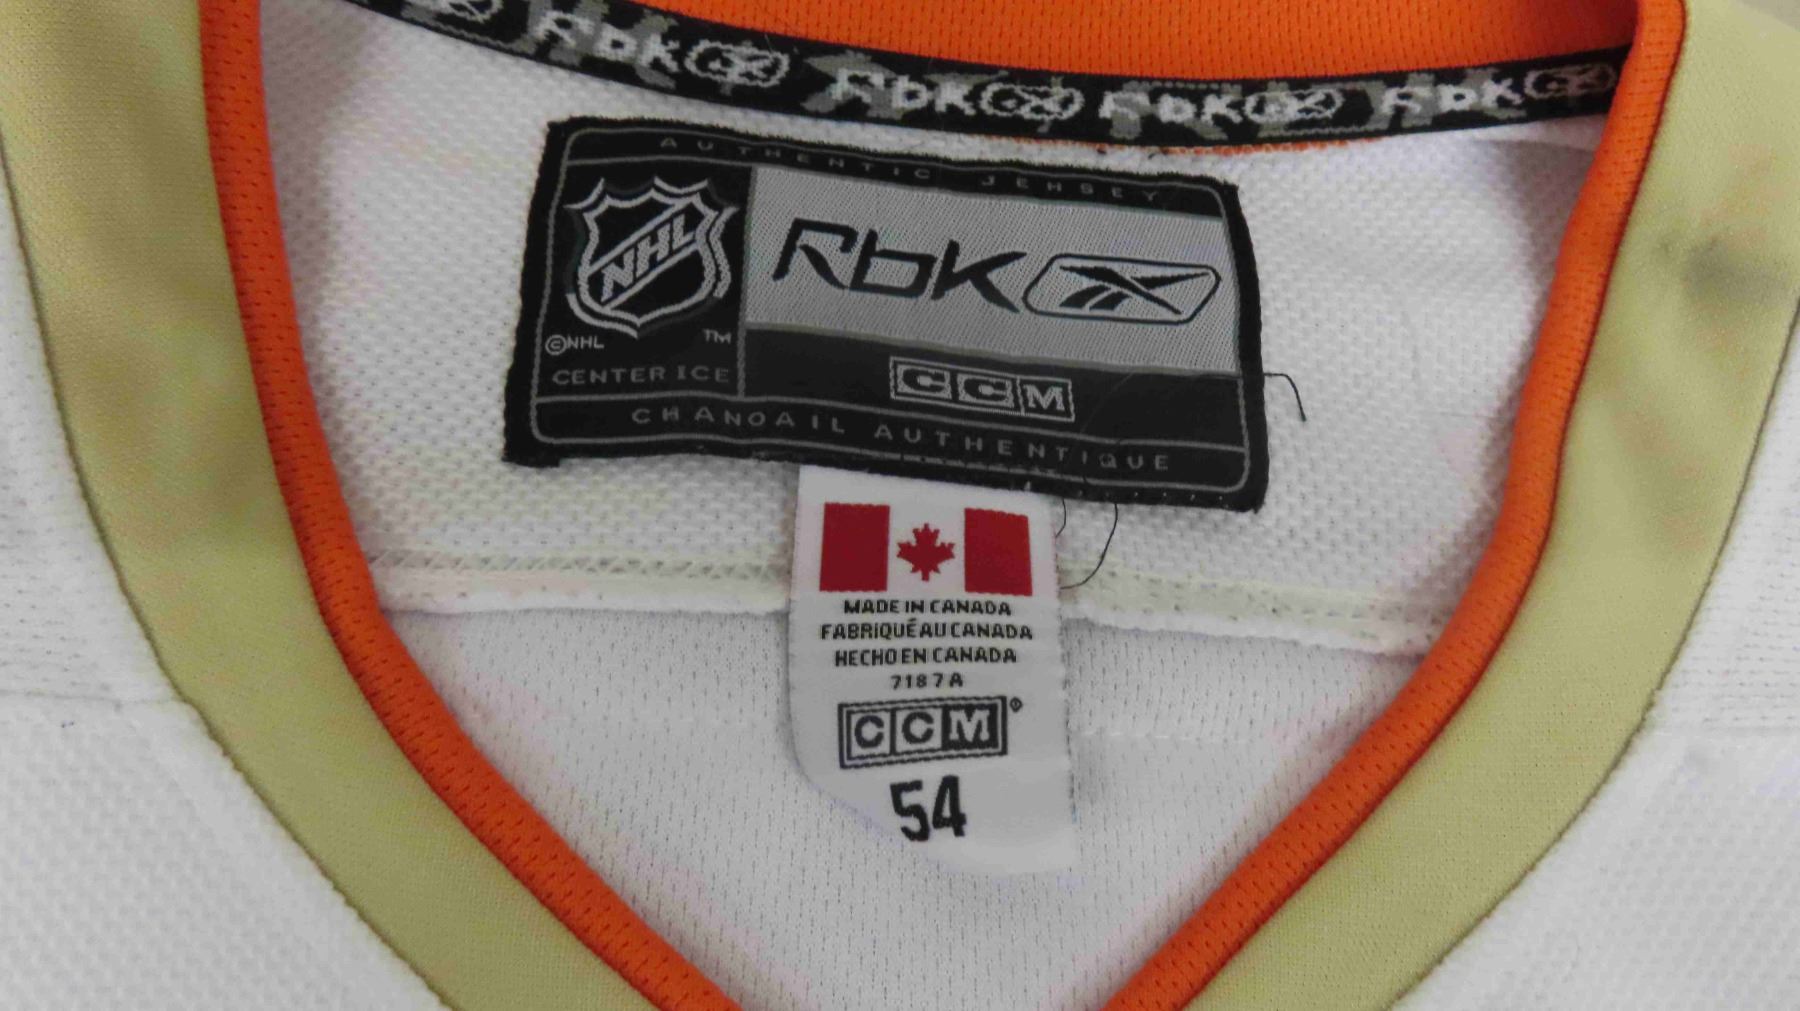 Rbk Rbk Rbk Rbk
AUTHENTIC JERSEY
NHL
Rbk
©NHL ™
CENTER ICE
CCM
CHANDAIL AUTHENTIQUE
MADE IN CANADA
FABRIQUÉ AU CANADA
HECHO EN CANADA
7187A
CCM
54